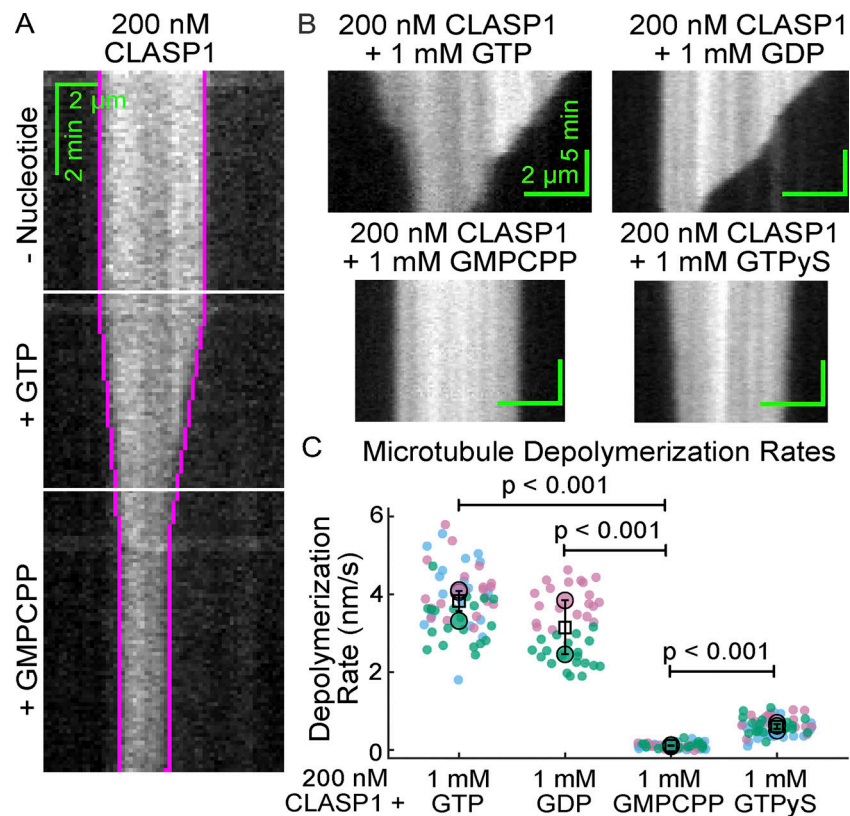 A
200 nM
CLASP1
- Nucleotide
2 μm
2 min
+ GTP
+ GMPCPP
B
200 nM CLASP1
+ 1 mM GTP
2 μm
5 min
200 nM CLASP1
+ 1 mM GDP
200 nM CLASP1
+ 1 mM GMPCPP
200 nM CLASP1
+ 1 mM GTPyS
C
Microtubule Depolymerization Rates
p < 0.001
p < 0.001
p < 0.001
Depolymerization
Rate (nm/s)
6
4
2
0
200 nM
CLASP1 +
1 mM
GTP
1 mM
GDP
1 mM
GMPCPP
1 mM
GTPyS